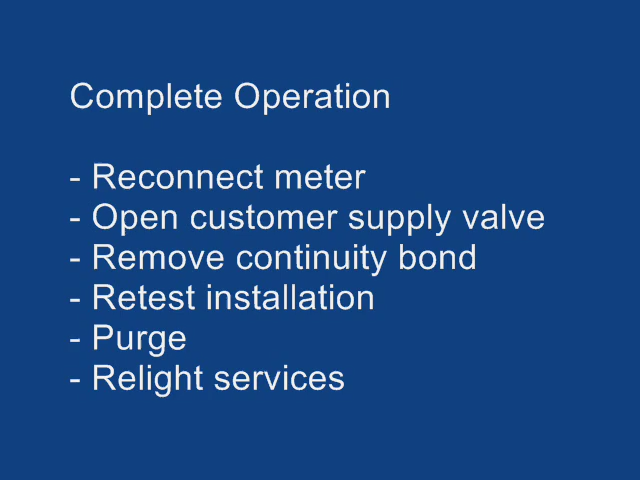 Complete Operation
- Reconnect meter
- Open customer supply valve
- Remove continuity bond
- Retest installation
- Purge
- Relight services